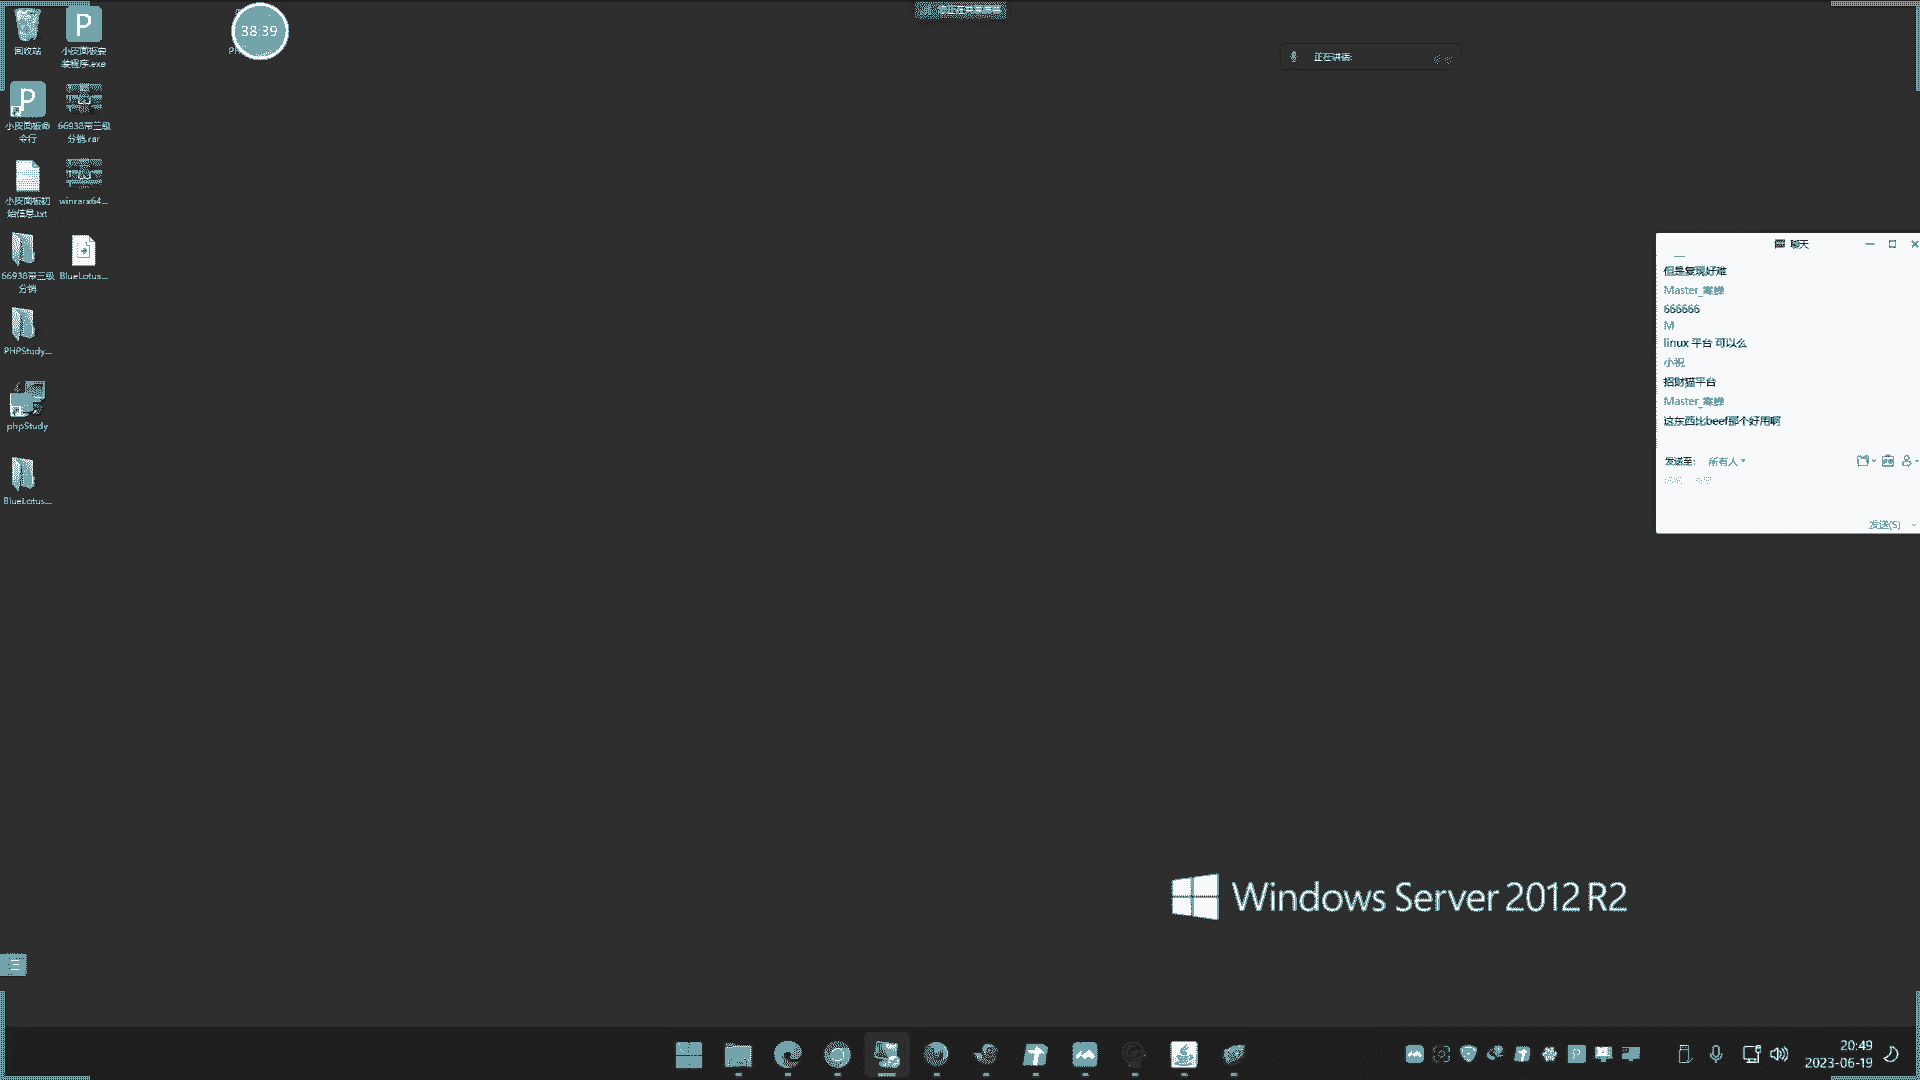 回收站
小皮面板安
装程序.exe
38:39
小皮面板命
令行
66938带三级
分销.rar
小皮面板初
始信息.txt
winrarx64...
66938带三级
分销
BlueLotus...
PHPStudy...
phpStudy
BlueLotus...
正在讲话:
聊天
但是复现好难
Master_寒蝉
666666
M
linux 平台 可以么
小祝
招财猫平台
Master_寒蝉
这东西比beef那个好用啊
发送至:
所有人
发送(S)
Windows Server 2012 R2
20:49
2023-06-19